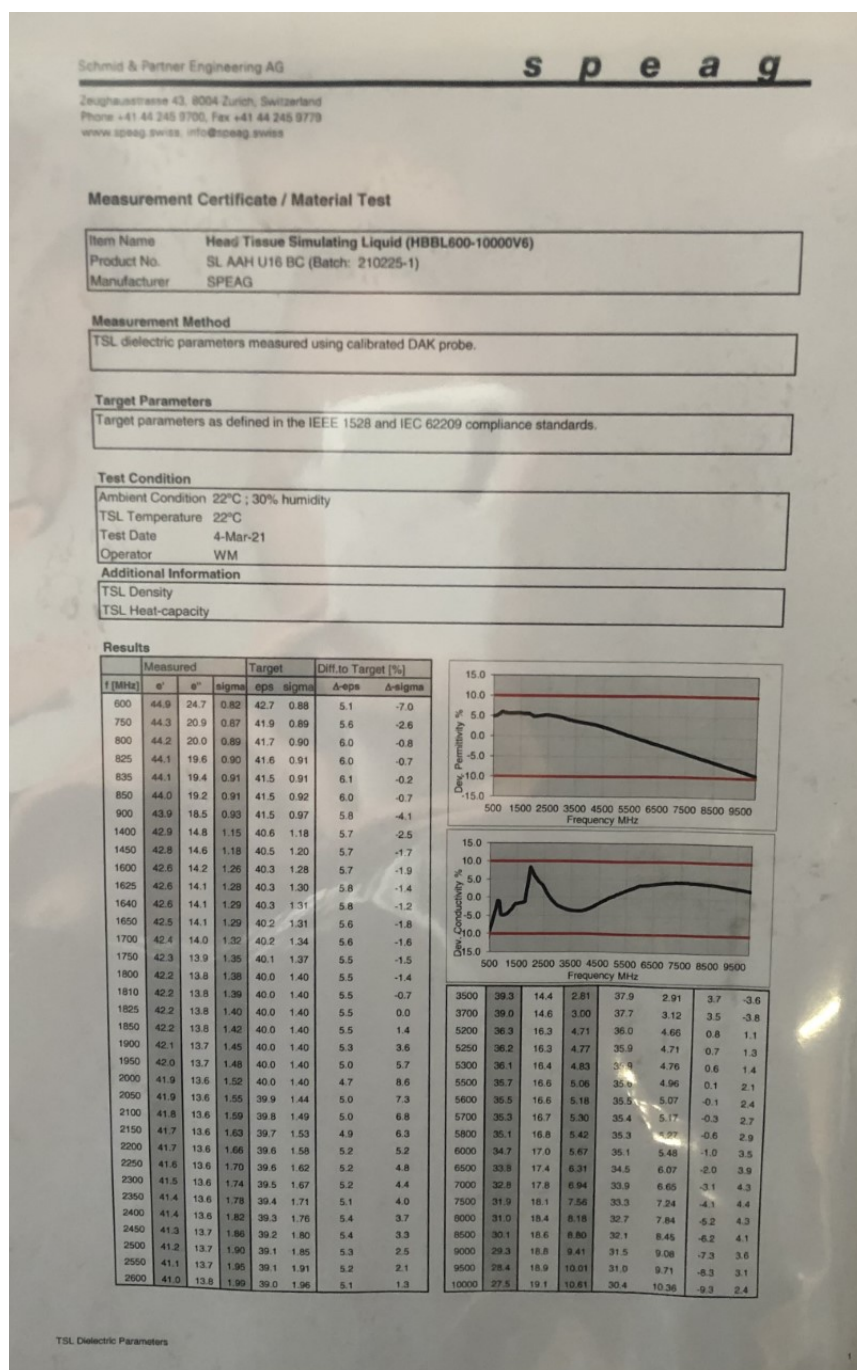 Schmid & Partner Engineering AG
s p e a g
Zeughausstrasse 43, 8004 Zurich, Switzerland
Phone +41 44 245 9700, Fax +41 44 245 9779
www.speag.swiss, info@speag.swiss
Measurement Certificate / Material Test
Item Name Head Tissue Simulating Liquid (HBBL600-10000V6)
Product No. SL AAH U16 BC (Batch: 210225-1)
Manufacturer SPEAG
Measurement Method
TSL dielectric parameters measured using calibrated DAK probe.
Target Parameters
Target parameters as defined in the IEEE 1528 and IEC 62209 compliance standards.
Test Condition
Ambient Condition 22°C ; 30% humidity
TSL Temperature 22°C
Test Date 4-Mar-21
Operator WM
Additional Information
TSL Density
TSL Heat-capacity
Results
Measured Target Diff.to Target [%]
f [MHz] e' e" sigma eps sigma Δ-eps Δ-sigma
600 44.9 24.7 0.82 42.7 0.88 5.1 -7.0
750 44.3 20.9 0.87 41.9 0.89 5.6 -2.6
800 44.2 20.0 0.89 41.7 0.90 6.0 -0.8
825 44.1 19.6 0.90 41.6 0.91 6.0 -0.7
835 44.1 19.4 0.91 41.5 0.91 6.1 -0.2
850 44.0 19.2 0.91 41.5 0.92 6.0 -0.7
900 43.9 18.5 0.93 41.5 0.97 5.8 -4.1
1400 42.9 14.8 1.15 40.6 1.18 5.7 -2.5
1450 42.8 14.6 1.18 40.5 1.20 5.7 -1.7
1600 42.6 14.2 1.26 40.3 1.28 5.7 -1.9
1625 42.6 14.1 1.28 40.3 1.30 5.8 -1.4
1640 42.6 14.1 1.29 40.3 1.31 5.8 -1.2
1650 42.5 14.1 1.29 40.2 1.31 5.6 -1.8
1700 42.4 14.0 1.32 40.2 1.34 5.6 -1.6
1750 42.3 13.9 1.35 40.1 1.37 5.5 -1.5
1800 42.2 13.8 1.38 40.0 1.40 5.5 -1.4
1810 42.2 13.8 1.39 40.0 1.40 5.5 -0.7
1825 42.2 13.8 1.40 40.0 1.40 5.5 0.0
1850 42.2 13.8 1.42 40.0 1.40 5.5 1.4
1900 42.1 13.7 1.45 40.0 1.40 5.3 3.6
1950 42.0 13.7 1.48 40.0 1.40 5.0 5.7
2000 41.9 13.6 1.52 40.0 1.40 4.7 8.6
2050 41.9 13.6 1.55 39.9 1.44 5.0 7.3
2100 41.8 13.6 1.59 39.8 1.49 5.0 6.8
2150 41.7 13.6 1.63 39.7 1.53 4.9 6.3
2200 41.7 13.6 1.66 39.6 1.58 5.2 5.2
2250 41.6 13.6 1.70 39.6 1.62 5.2 4.8
2300 41.5 13.6 1.74 39.5 1.67 5.2 4.4
2350 41.4 13.6 1.78 39.4 1.71 5.1 4.0
2400 41.4 13.6 1.82 39.3 1.76 5.4 3.7
2450 41.3 13.7 1.86 39.2 1.80 5.4 3.3
2500 41.2 13.7 1.90 39.1 1.85 5.3 2.5
2550 41.1 13.7 1.95 39.1 1.91 5.2 2.1
2600 41.0 13.8 1.99 39.0 1.96 5.1 1.3
Dev. Permittivity %
15.0
10.0
5.0
0.0
-5.0
-10.0
-15.0
500 1500 2500 3500 4500 5500 6500 7500 8500 9500
Frequency MHz
Dev. Conductivity %
15.0
10.0
5.0
0.0
-5.0
-10.0
-15.0
500 1500 2500 3500 4500 5500 6500 7500 8500 9500
Frequency MHz
3500 39.3 14.4 2.81 37.9 2.91 3.7 -3.6
3700 39.0 14.6 3.00 37.7 3.12 3.5 -3.8
5200 36.3 16.3 4.71 36.0 4.66 0.8 1.1
5250 36.2 16.3 4.77 35.9 4.71 0.7 1.3
5300 36.1 16.4 4.83 35.9 4.76 0.6 1.4
5500 35.7 16.6 5.06 35.6 4.96 0.1 2.1
5600 35.5 16.6 5.18 35.5 5.07 -0.1 2.4
5700 35.3 16.7 5.30 35.4 5.17 -0.3 2.7
5800 35.1 16.8 5.42 35.3 5.27 -0.6 2.9
6000 34.7 17.0 5.67 35.1 5.48 -1.0 3.5
6500 33.8 17.4 6.31 34.5 6.07 -2.0 3.9
7000 32.8 17.8 6.94 33.9 6.65 -3.1 4.3
7500 31.9 18.1 7.56 33.3 7.24 -4.1 4.4
8000 31.0 18.4 8.18 32.7 7.84 -5.2 4.3
8500 30.1 18.6 8.80 32.1 8.45 -6.2 4.1
9000 29.3 18.8 9.41 31.5 9.08 -7.3 3.6
9500 28.4 18.9 10.01 31.0 9.71 -8.3 3.1
10000 27.5 19.1 10.61 30.4 10.36 -9.3 2.4
TSL Dielectric Parameters
1